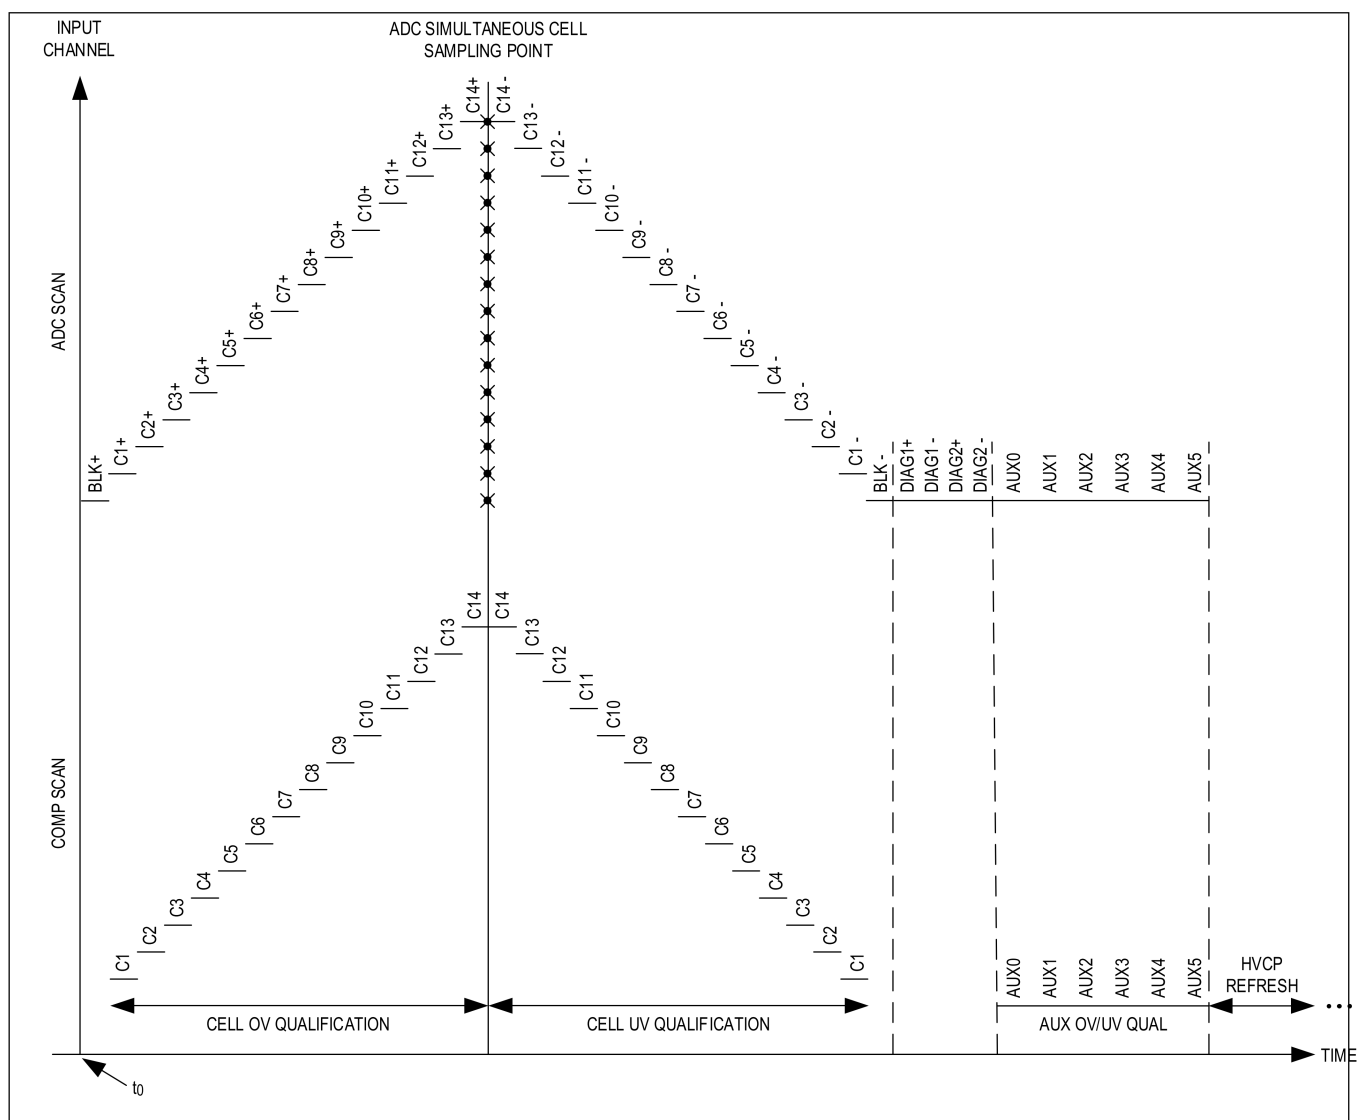 INPUT
CHANNEL
ADC SIMULTANEOUS CELL
SAMPLING POINT
ADC SCAN
BLK+
C1+
C2+
C3+
C4+
C5+
C6+
C7+
C8+
C9+
C10+
C11+
C12+
C13+
C14+
C14-
C13-
C12-
C11-
C10-
C9-
C8-
C7-
C6-
C5-
C4-
C3-
C2-
C1-
BLK-
DIAG1+
DIAG1-
DIAG2+
DIAG2-
AUX0
AUX1
AUX2
AUX3
AUX4
AUX5
COMP SCAN
C1
C2
C3
C4
C5
C6
C7
C8
C9
C10
C11
C12
C13
C14
C14
C13
C12
C11
C10
C9
C8
C7
C6
C5
C4
C3
C2
C1
AUX0
AUX1
AUX2
AUX3
AUX4
AUX5
HVCP
REFRESH
CELL OV QUALIFICATION
CELL UV QUALIFICATION
AUX OV/UV QUAL
TIME
t0